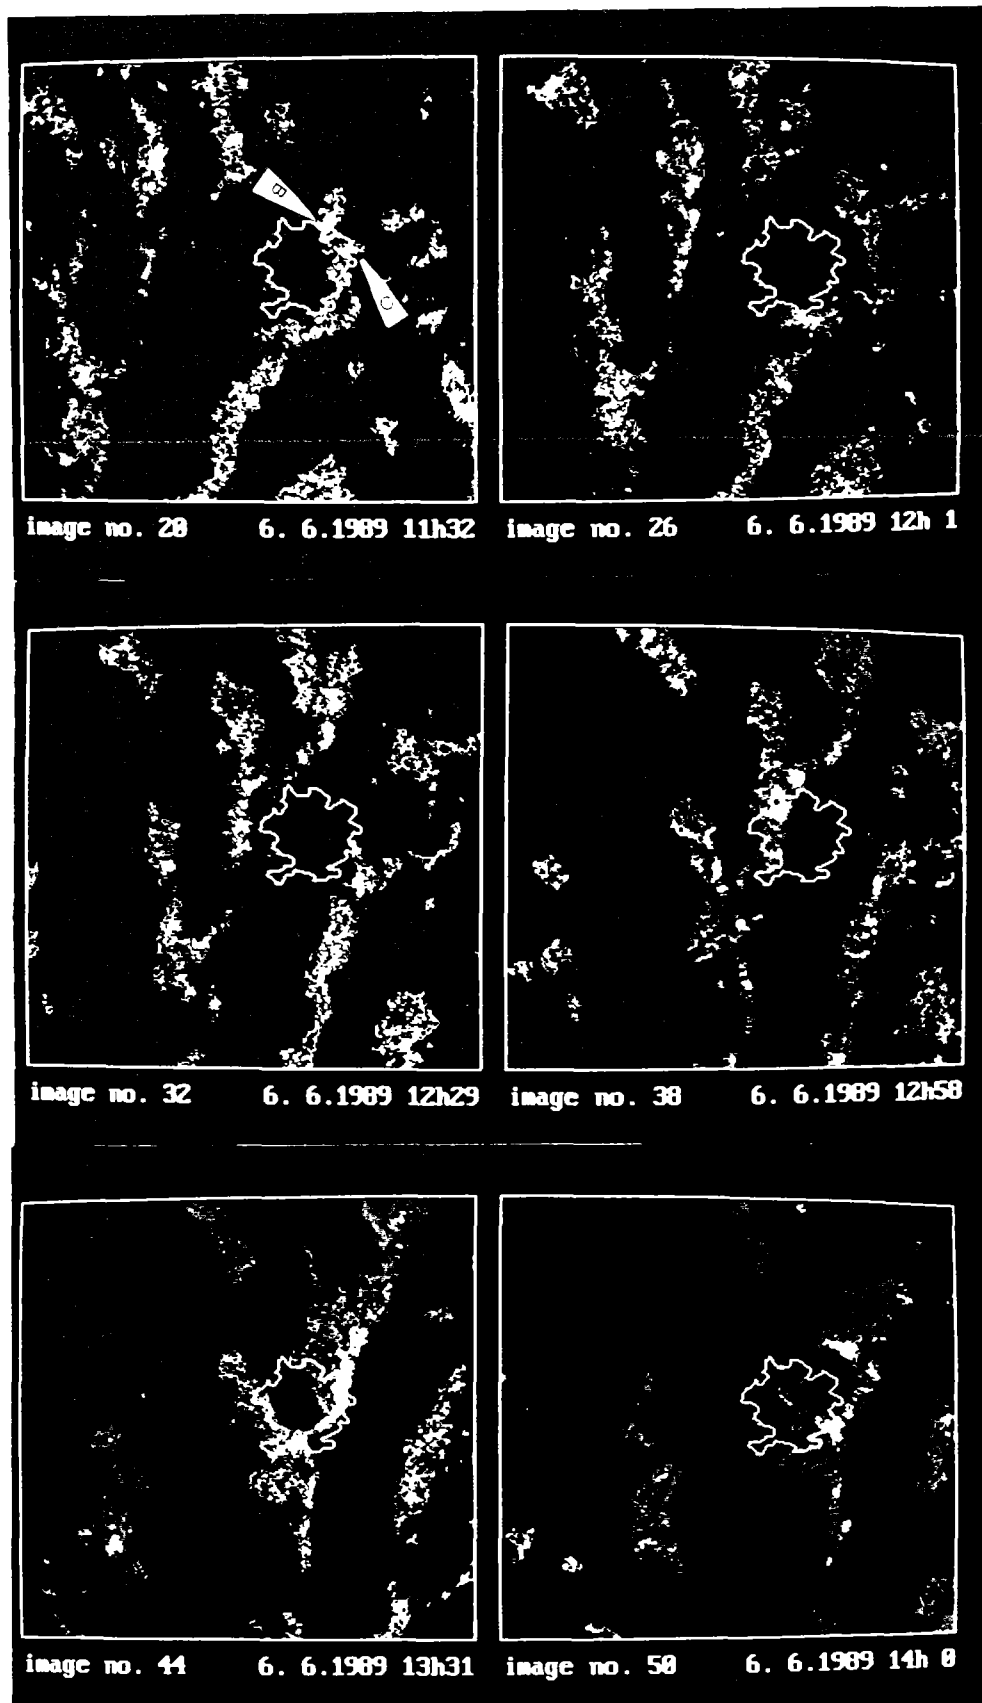 B
C
image no. 20 6. 6.1989 11h32
image no. 26 6. 6.1989 12h 1
image no. 32 6. 6.1989 12h29
image no. 38 6. 6.1989 12h58
image no. 44 6. 6.1989 13h31
image no. 50 6. 6.1989 14h 0